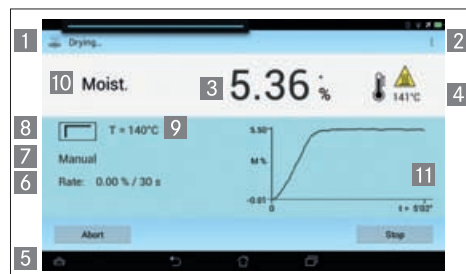 1 Drying... 2
10 Moist. 3 5.36 * % 141°C 4
8 T = 140°C 9
7 Manual
6 Rate: 0.00 % / 30 s
5.50
M %
-0.01
0 t = 5'02"
11
Abort Stop
5